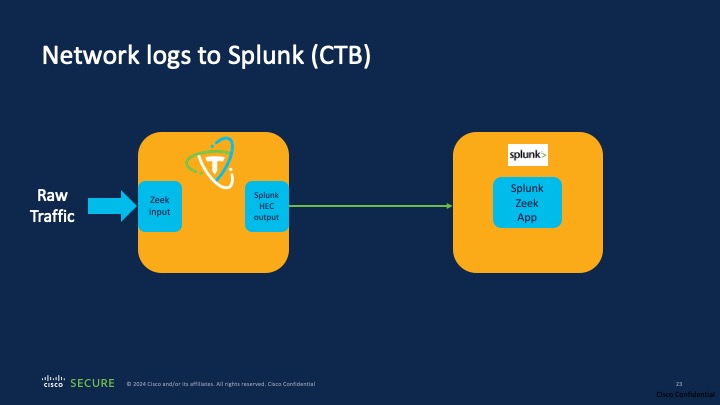 Network logs to Splunk (CTB)
T
splunk>
Raw
Traffic
Zeek
input
Splunk
HEC
output
Splunk
Zeek
App
cisco SECURE © 2024 Cisco and/or its affiliates. All rights reserved. Cisco Confidential
23
Cisco Confidential